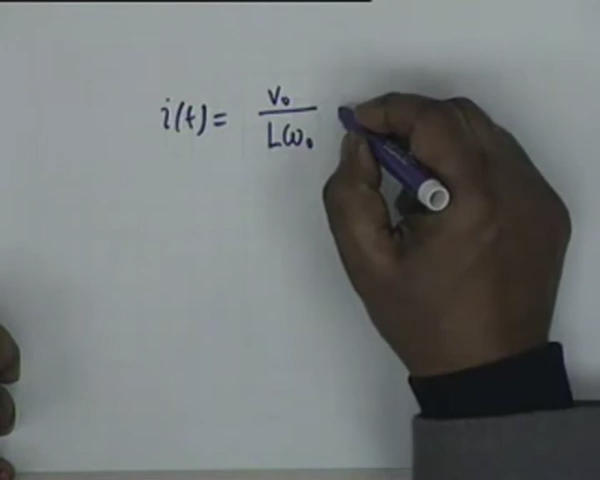 i(t) = V₀ / Lω₀